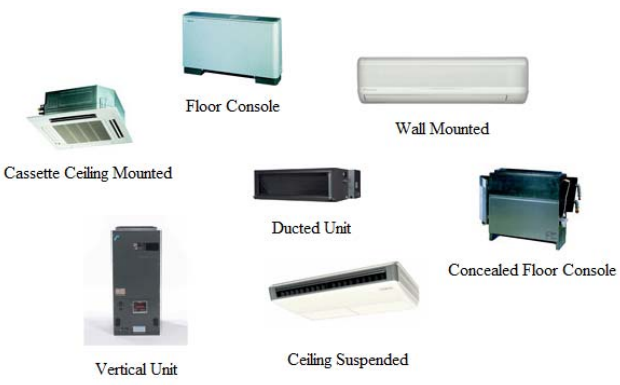 Floor Console
Wall Mounted
Cassette Ceiling Mounted
Ducted Unit
Concealed Floor Console
Ceiling Suspended
Vertical Unit